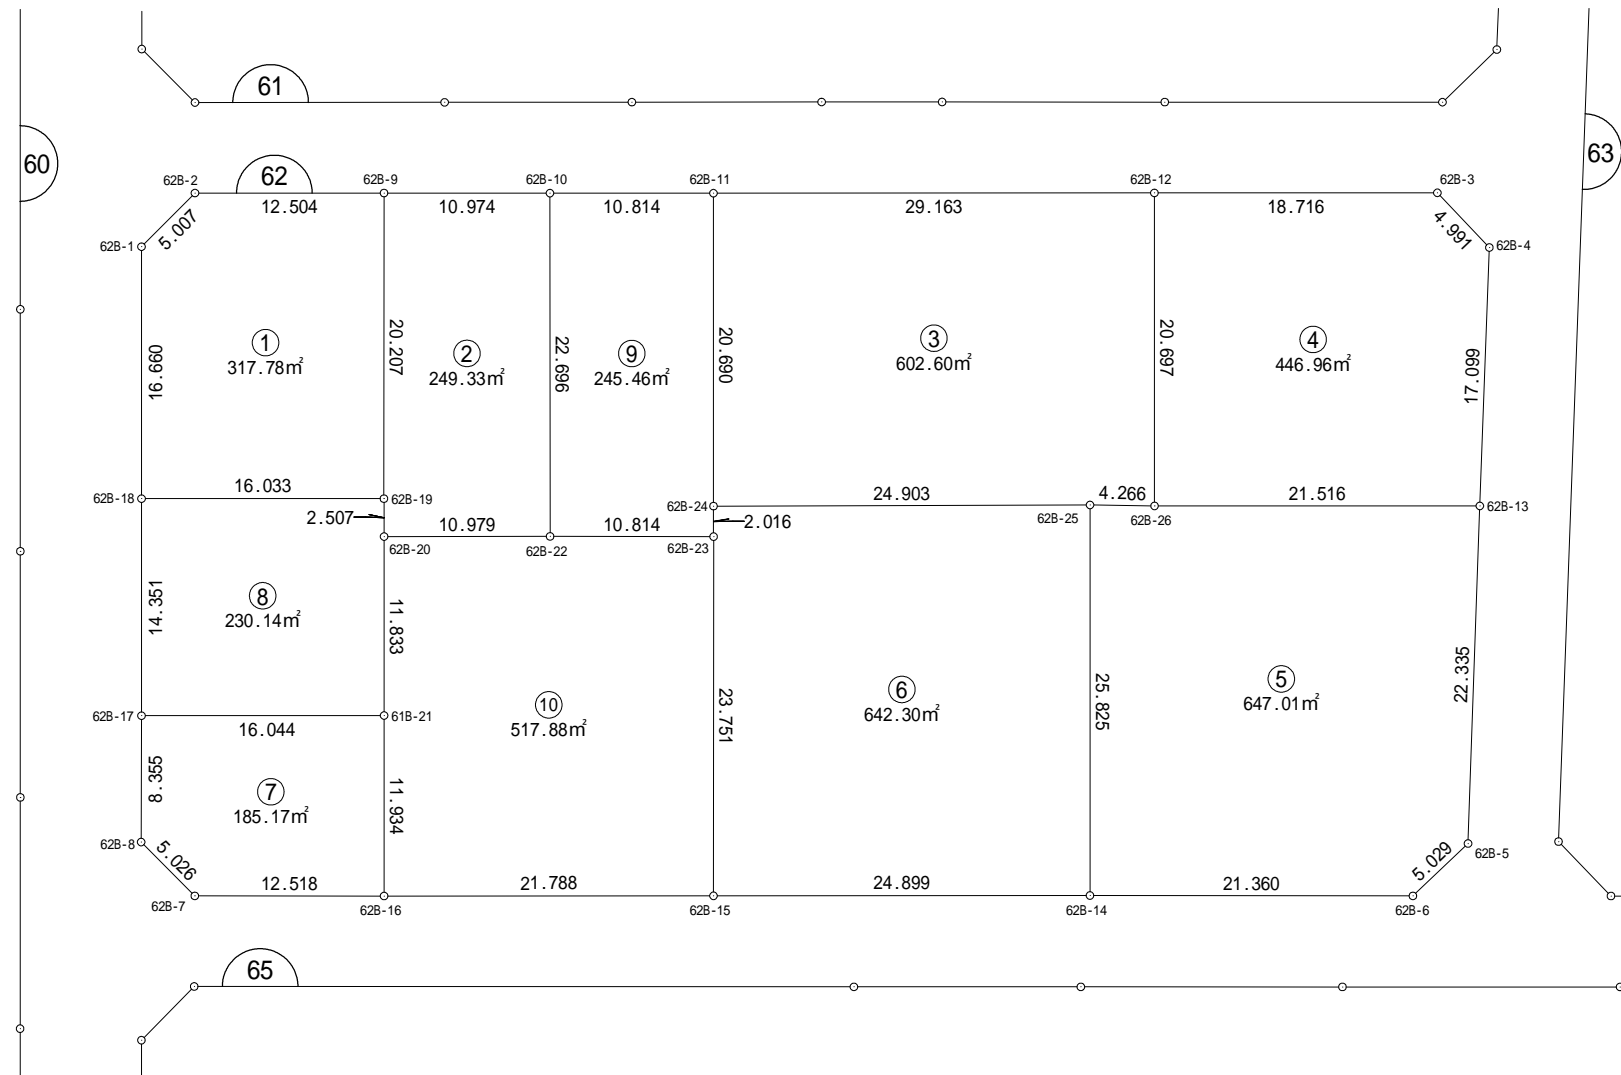 61
60
63
62B-2
62
62B-9
62B-10
62B-11
62B-12
62B-3
12.504
10.974
10.814
29.163
18.716
5.007
4.991
62B-1
62B-4
16.660
20.207
22.696
20.690
20.697
17.099
①
317.78㎡
②
249.33㎡
⑨
245.46㎡
③
602.60㎡
④
446.96㎡
62B-18
16.033
62B-19
62B-24
24.903
4.266
21.516
62B-25
62B-26
62B-13
2.507
10.979
10.814
2.016
62B-20
62B-22
62B-23
14.351
⑧
230.14㎡
11.833
62B-17
16.044
61B-21
⑩
517.88㎡
23.751
⑥
642.30㎡
25.825
⑤
647.01㎡
22.335
8.355
⑦
185.17㎡
11.934
62B-8
5.026
62B-5
5.029
12.518
21.788
24.899
21.360
62B-7
62B-16
62B-15
62B-14
62B-6
65